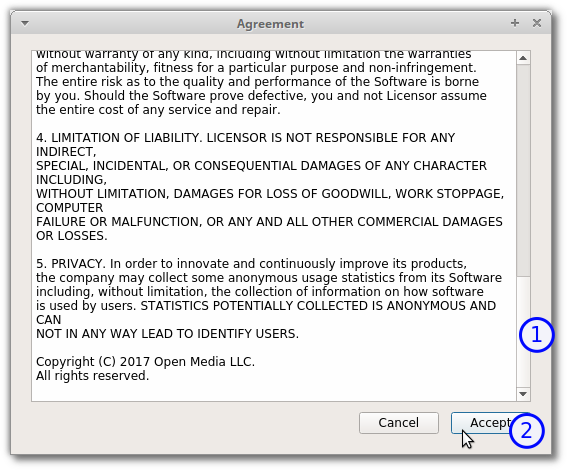 Agreement
without warranty of any kind, including without limitation the warranties
of merchantability, fitness for a particular purpose and non-infringement.
The entire risk as to the quality and performance of the Software is borne
by you. Should the Software prove defective, you and not Licensor assume
the entire cost of any service and repair.
4. LIMITATION OF LIABILITY. LICENSOR IS NOT RESPONSIBLE FOR ANY
INDIRECT,
SPECIAL, INCIDENTAL, OR CONSEQUENTIAL DAMAGES OF ANY CHARACTER
INCLUDING,
WITHOUT LIMITATION, DAMAGES FOR LOSS OF GOODWILL, WORK STOPPAGE,
COMPUTER
FAILURE OR MALFUNCTION, OR ANY AND ALL OTHER COMMERCIAL DAMAGES
OR LOSSES.
5. PRIVACY. In order to innovate and continuously improve its products,
the company may collect some anonymous usage statistics from its Software
including, without limitation, the collection of information on how software
is used by users. STATISTICS POTENTIALLY COLLECTED IS ANONYMOUS AND
CAN
NOT IN ANY WAY LEAD TO IDENTIFY USERS.
1
Copyright (C) 2017 Open Media LLC.
All rights reserved.
Cancel
Accept
2